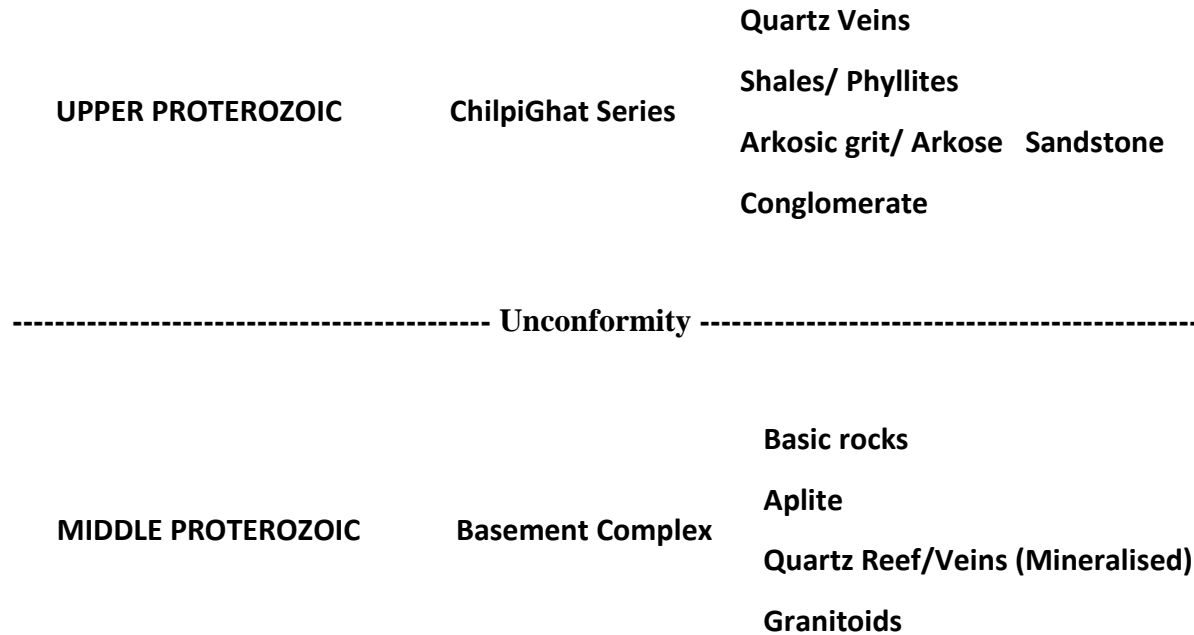 Quartz Veins
Shales/ Phyllites
UPPER PROTEROZOIC ChilpiGhat Series
Arkosic grit/ Arkose Sandstone
Conglomerate
------------------------------------------------ Unconformity ------------------------------------------------
Basic rocks
Aplite
MIDDLE PROTEROZOIC Basement Complex
Quartz Reef/Veins (Mineralised)
Granitoids